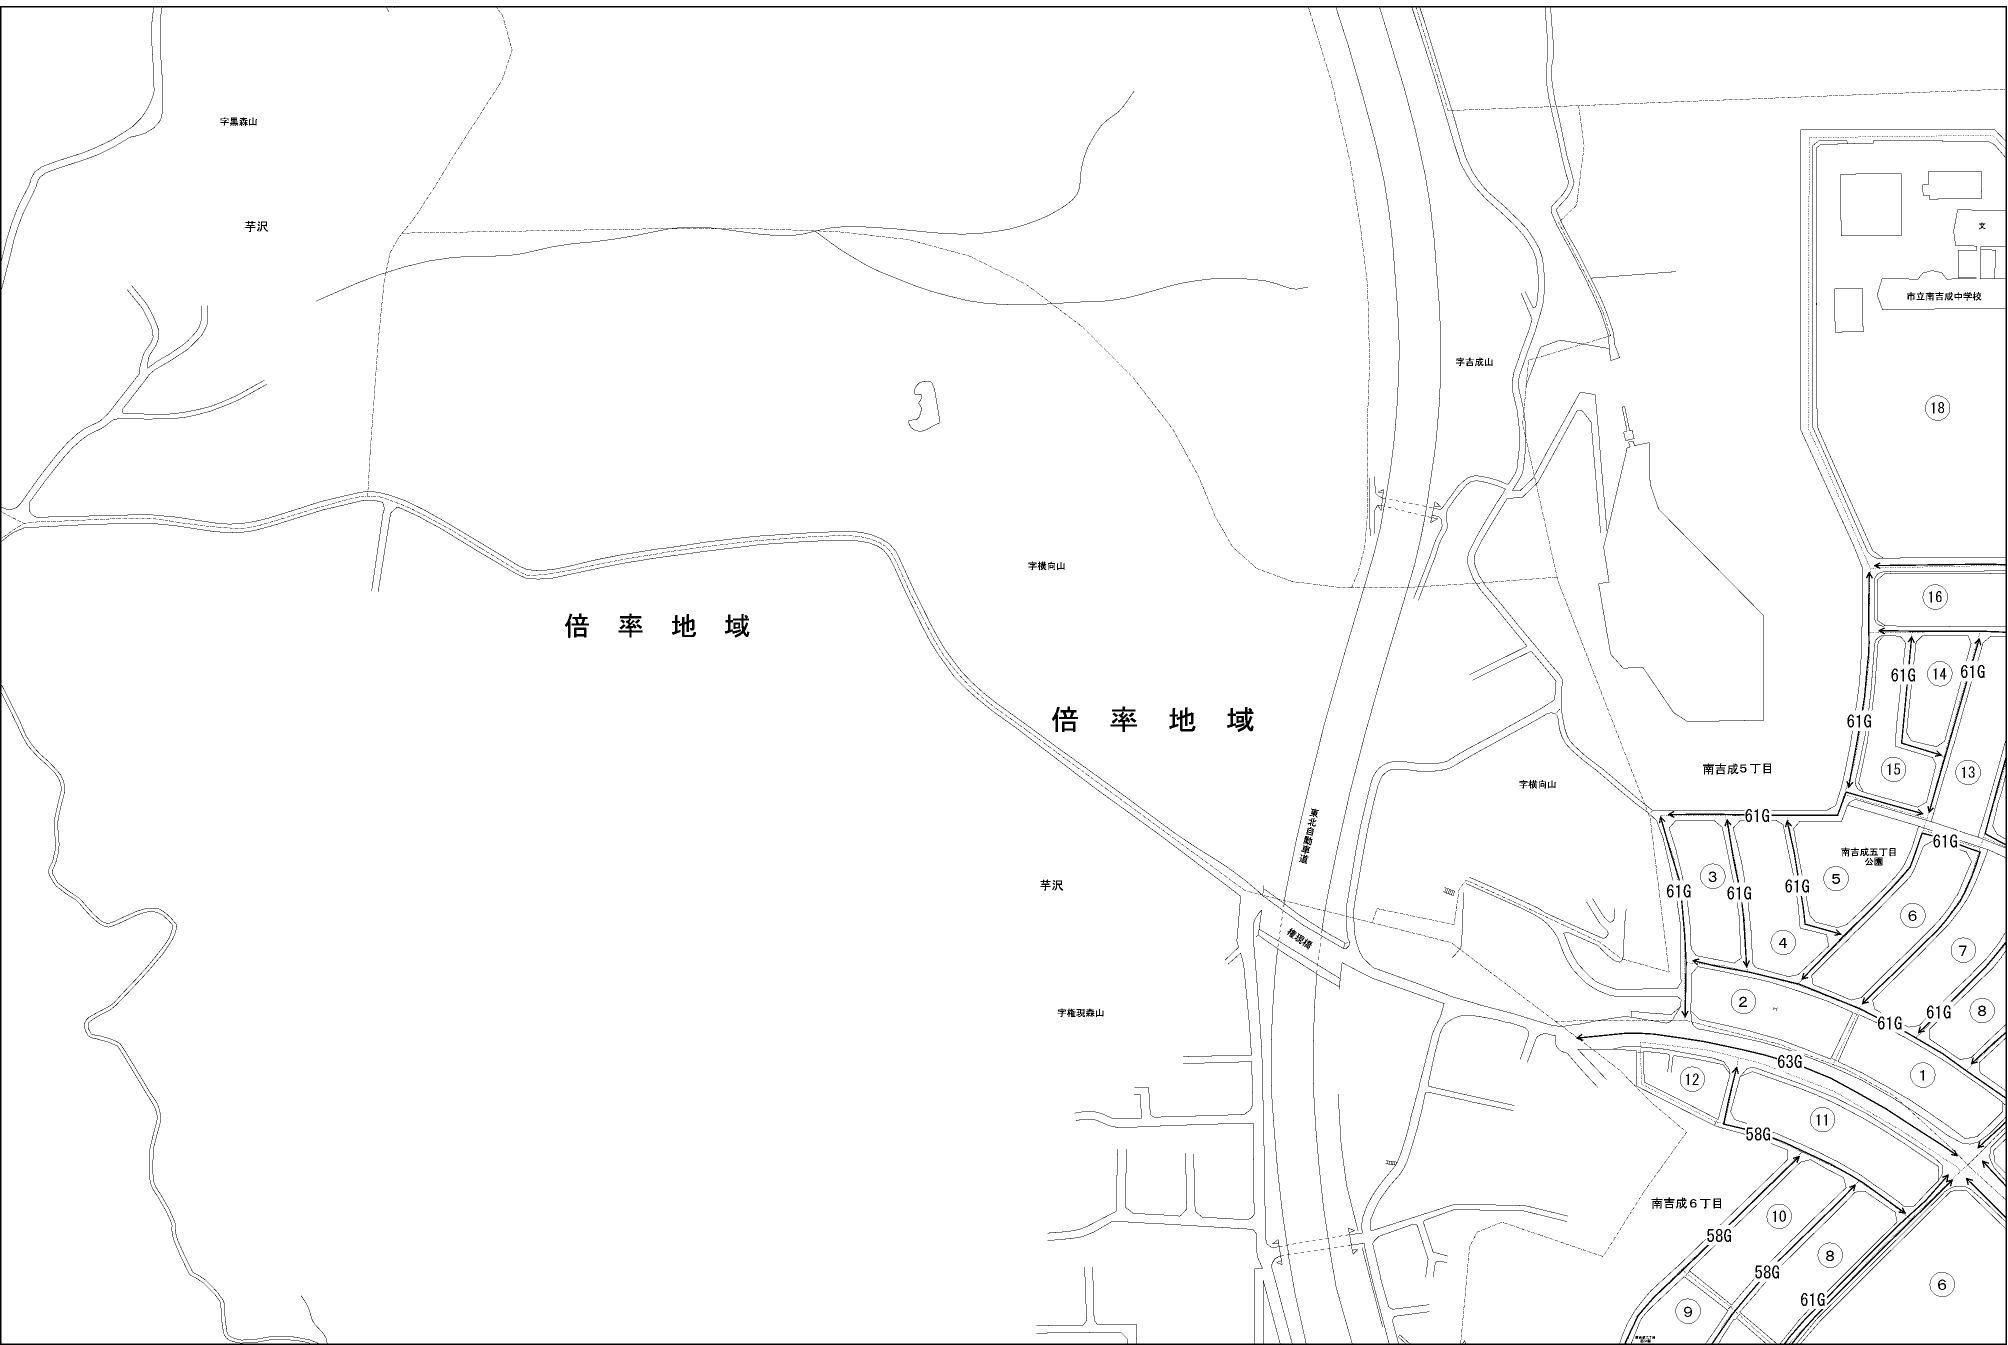 字黒森山
芋沢
文
市立南吉成中学校
字吉成山
18
字横向山
16
倍率地域
61G
14
61G
倍率地域
61G
15
13
南吉成5丁目
字横向山
61G
東北自動車道
61G
南吉成五丁目
公園
芋沢
3
5
61G
61G
61G
6
権現橋
4
7
2
字権現森山
61G
61G
8
63G
12
1
11
58G
南吉成6丁目
10
58G
8
58G
6
61G
9